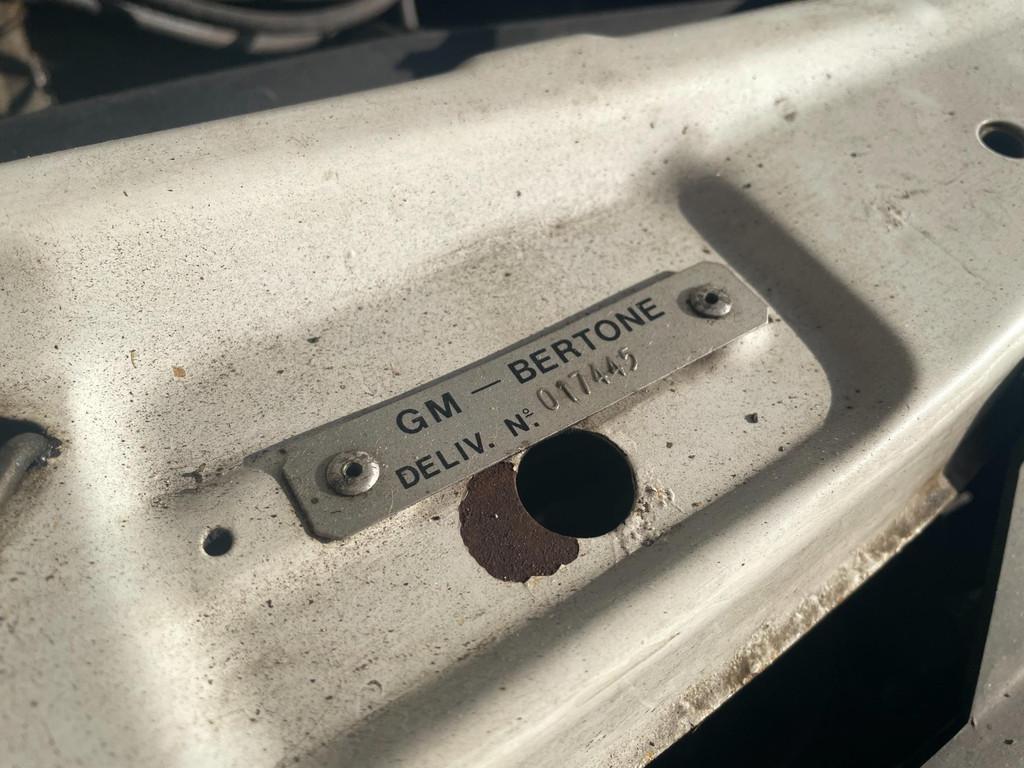 GM — BERTONE
DELIV. Nº 017445